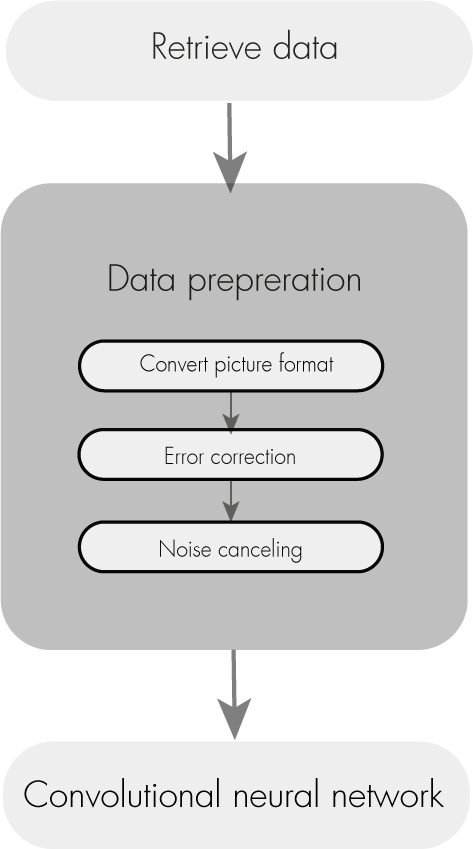 Retrieve data
Data prepreration
Convert picture format
Error correction
Noise canceling
Convolutional neural network